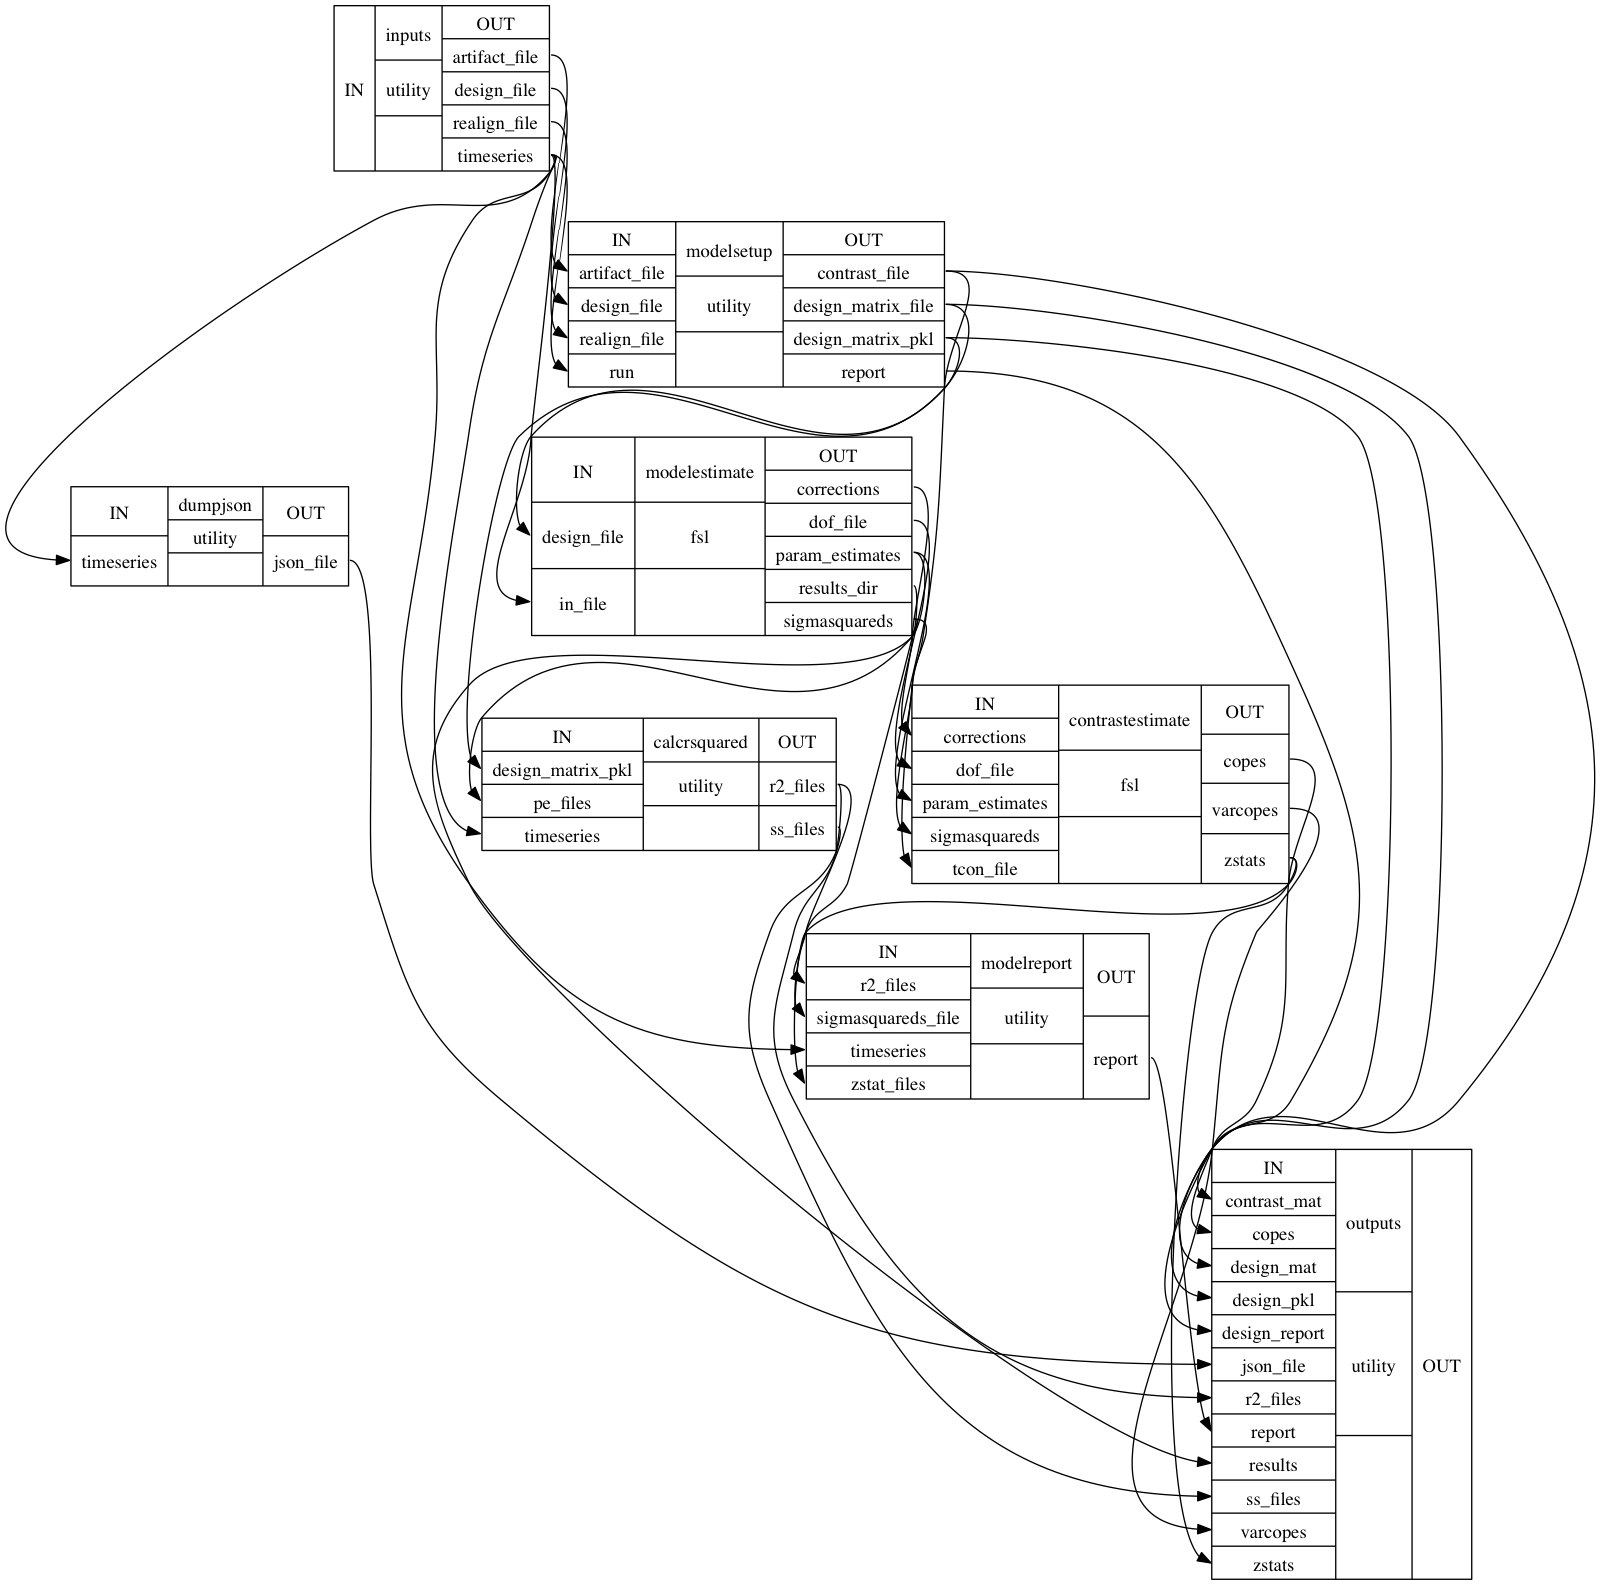 IN
inputs
utility
OUT
artifact_file
design_file
realign_file
timeseries
IN
artifact_file
design_file
realign_file
run
modelsetup
utility
OUT
contrast_file
design_matrix_file
design_matrix_pkl
report
IN
design_file
in_file
modelestimate
fsl
OUT
corrections
dof_file
param_estimates
results_dir
sigmasquareds
IN
timeseries
dumpjson
utility
OUT
json_file
IN
design_matrix_pkl
pe_files
timeseries
calcrsquared
utility
OUT
r2_files
ss_files
IN
corrections
dof_file
param_estimates
sigmasquareds
tcon_file
contrastestimate
fsl
OUT
copes
varcopes
zstats
IN
r2_files
sigmasquareds_file
timeseries
zstat_files
modelreport
utility
OUT
report
IN
contrast_mat
copes
design_mat
design_pkl
design_report
json_file
r2_files
report
results
ss_files
varcopes
zstats
outputs
utility
OUT